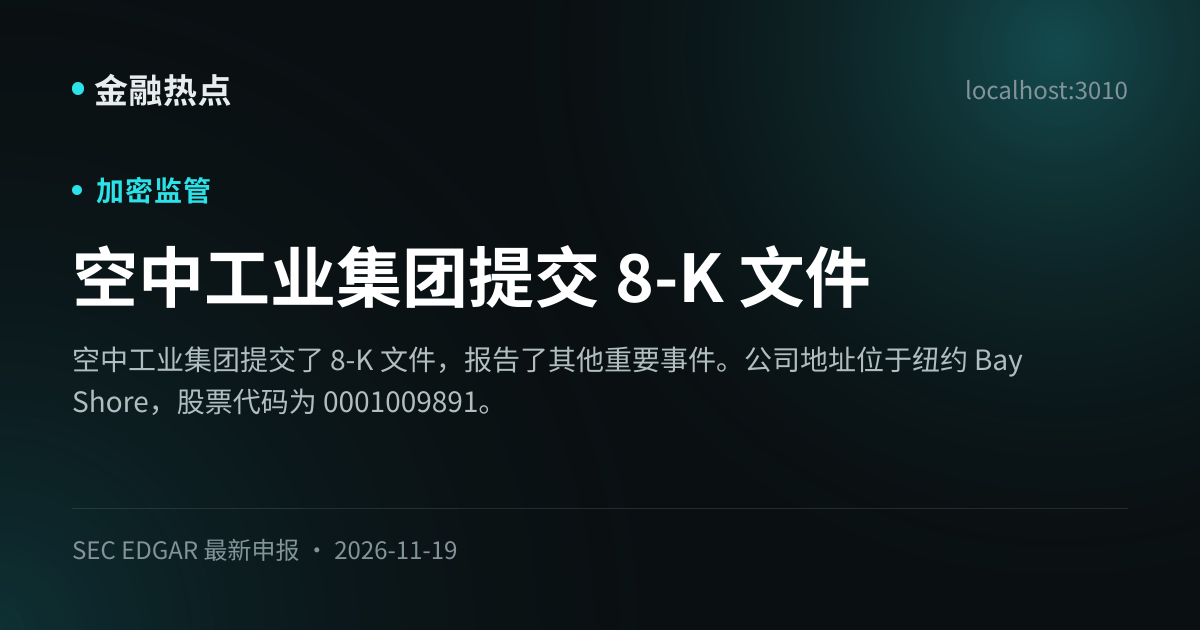 金融热点
localhost:3010
加密监管
空中工业集团提交 8-K 文件
空中工业集团提交了 8-K 文件，报告了其他重要事件。公司地址位于纽约 Bay
Shore，股票代码为 0001009891。
SEC EDGAR 最新申报 · 2026-11-19